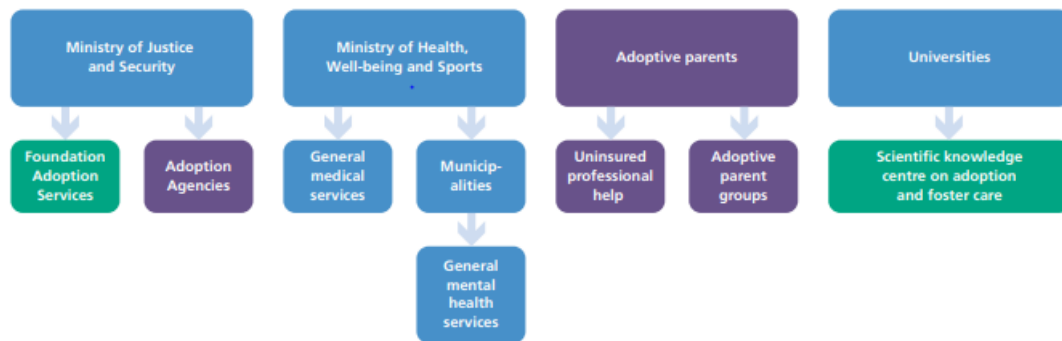 Ministry of Justice
and Security
Ministry of Health,
Well-being and Sports
Adoptive parents
Universities
Foundation
Adoption
Services
Adoption
Agencies
General
medical
services
Municip-
alities
Uninsured
professional
help
Adoptive
parent
groups
Scientific knowledge
centre on adoption
and foster care
General
mental
health
services